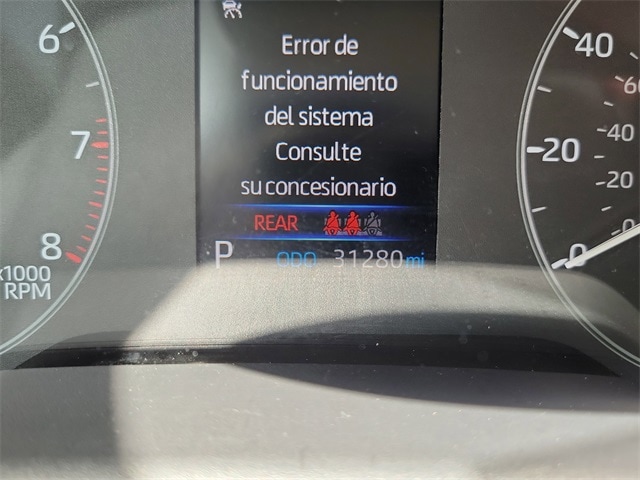 Error de
funcionamiento
del sistema
Consulte
su concesionario
REAR
P ODO 31280 mi
6
7
8
x1000
RPM
40
20
0
60
40
20
0